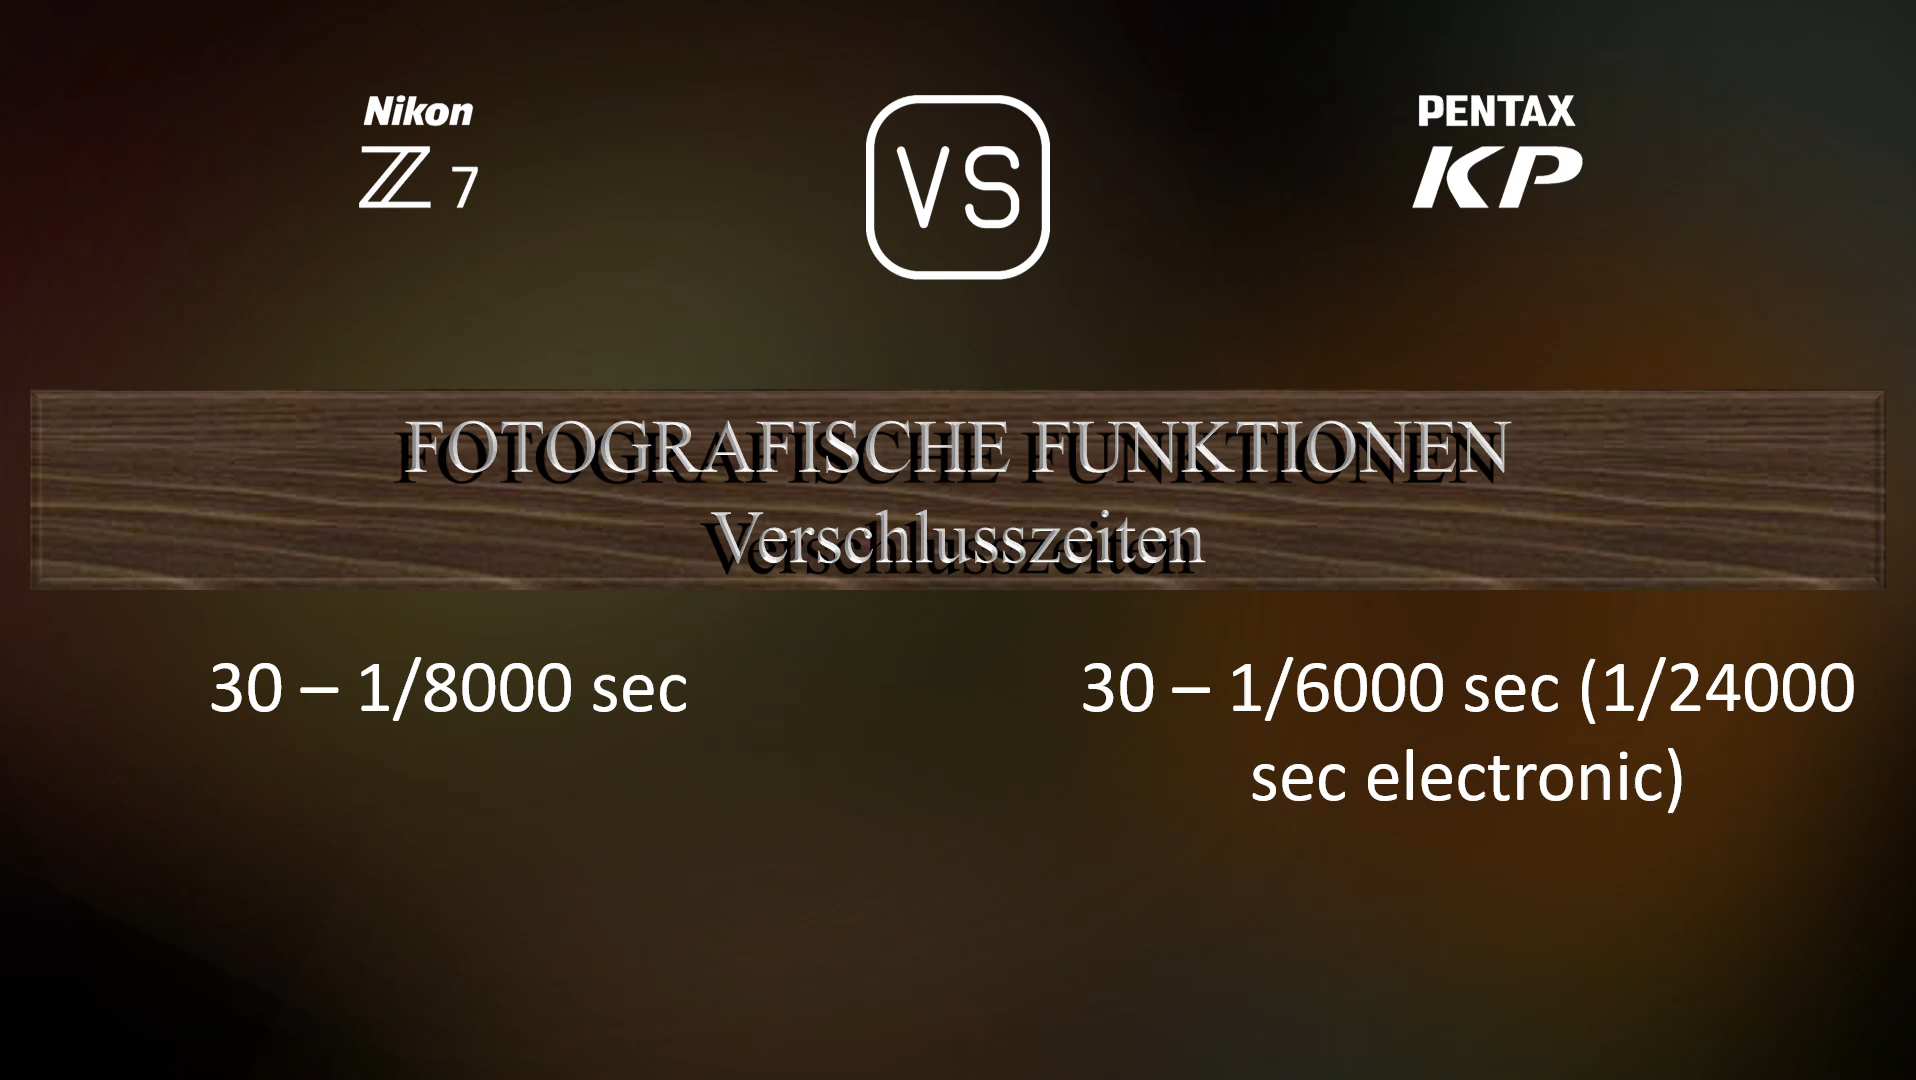 Nikon
Z 7
VS
PENTAX
KP
FOTOGRAFISCHE FUNKTIONEN
Verschlusszeiten
30 – 1/8000 sec
30 – 1/6000 sec (1/24000
sec electronic)